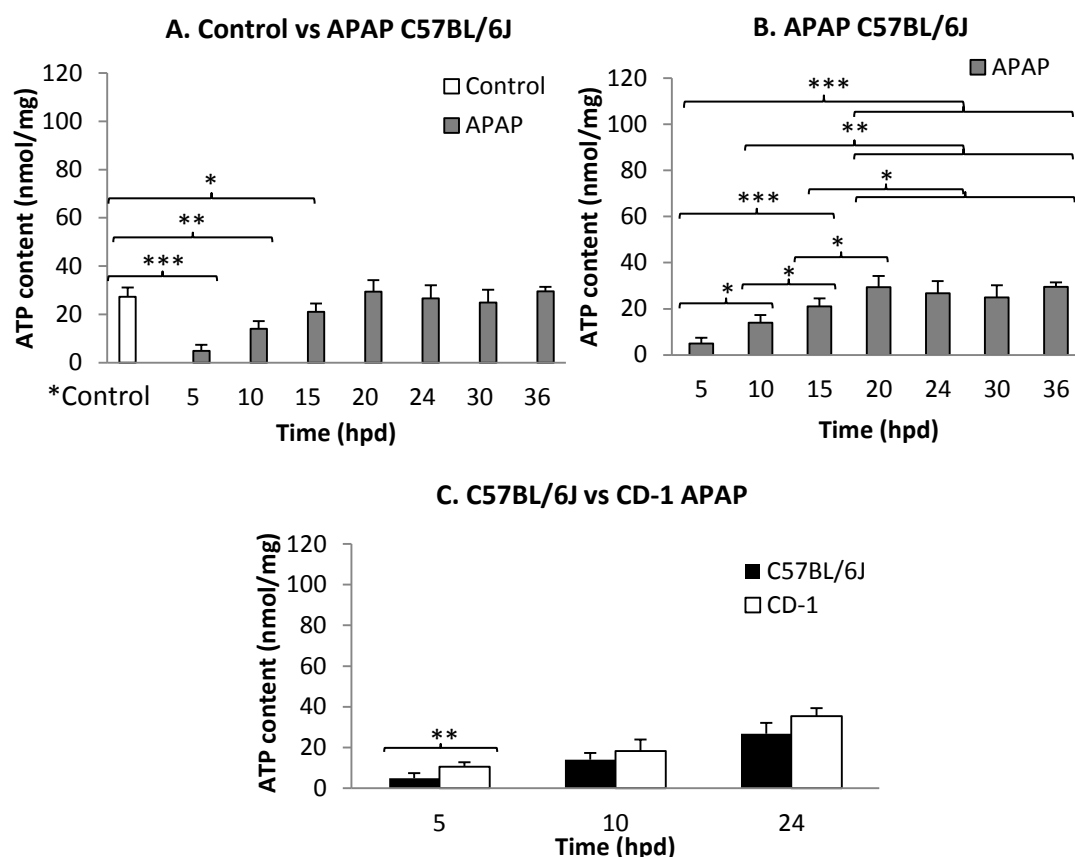 A. Control vs APAP C57BL/6J
ATP content (nmol/mg)
120
100
80
60
40
20
0
Control
APAP
*
**
***
*Control 5 10 15 20 24 30 36
Time (hpd)
B. APAP C57BL/6J
ATP content (nmol/mg)
120
100
80
60
40
20
0
APAP
***
**
*
***
*
*
*
5 10 15 20 24 30 36
Time (hpd)
C. C57BL/6J vs CD-1 APAP
ATP content (nmol/mg)
120
100
80
60
40
20
0
C57BL/6J
CD-1
**
5 10 24
Time (hpd)